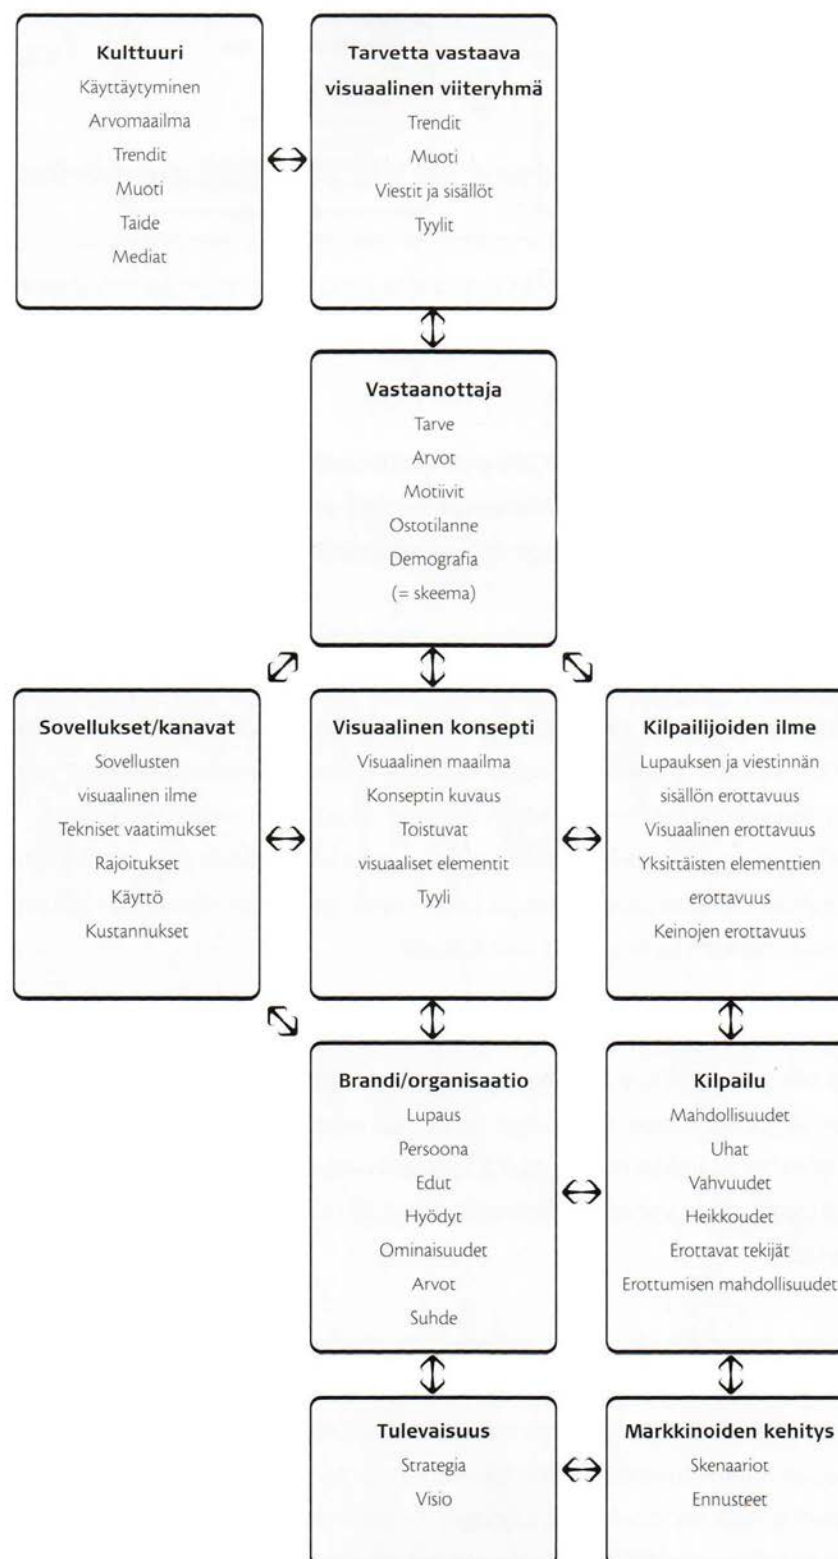 Kulttuuri
Käyttäytyminen
Arvomaailma
Trendit
Muoti
Taide
Mediat
Tarvetta vastaava
visuaalinen viiteryhmä
Trendit
Muoti
Viestit ja sisällöt
Tyylit
Vastaanottaja
Tarve
Arvot
Motiivit
Ostotilanne
Demografia
(= skeema)
Sovellukset/kanavat
Sovellusten
visuaalinen ilme
Tekniset vaatimukset
Rajoitukset
Käyttö
Kustannukset
Visuaalinen konsepti
Visuaalinen maailma
Konseptin kuvaus
Toistuvat
visuaaliset elementit
Tyyli
Kilpailijoiden ilme
Lupauksen ja viestinnän
sisällön erottavuus
Visuaalinen erottavuus
Yksittäisten elementtien
erottavuus
Keinojen erottavuus
Brandi/organisaatio
Lupaus
Persoona
Edut
Hyödyt
Ominaisuudet
Arvot
Suhde
Kilpailu
Mahdollisuudet
Uhat
Vahvuudet
Heikkoudet
Erottavat tekijät
Erottumisen mahdollisuudet
Tulevaisuus
Strategia
Visio
Markkinoiden kehitys
Skenaariot
Ennusteet